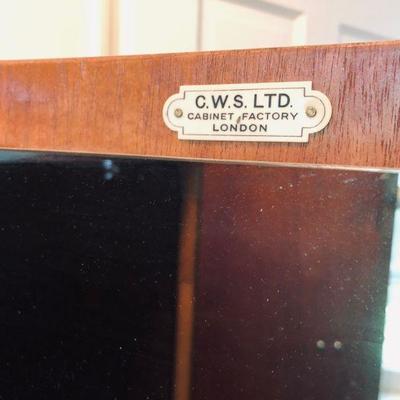 C.W.S. LTD.
CABINET FACTORY
LONDON